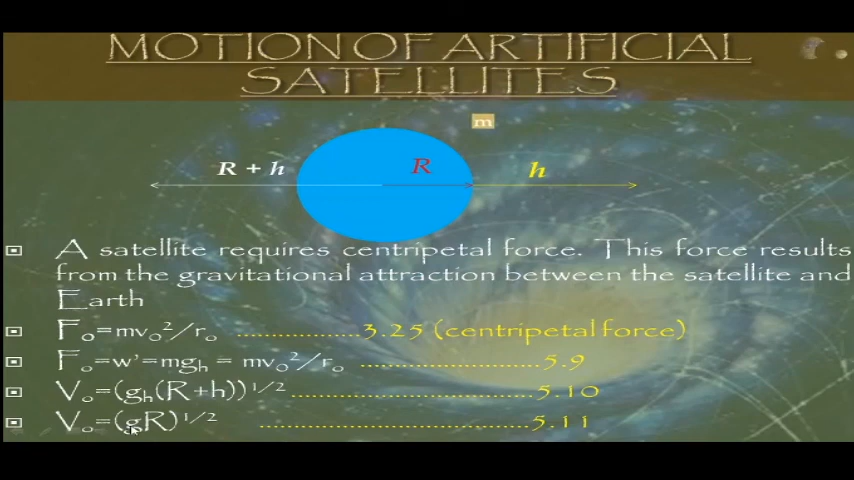 MOTION OF ARTIFICIAL
SATELLITES
m
R + h
R
h
A satellite requires centripetal force. This force results
from the gravitational attraction between the satellite and
Earth
Fₒ=mvₒ²/rₒ ..................3.25 (centripetal force)
Fₒ=w'=mgₕ = mvₒ²/rₒ ..........................5.9
Vₒ=(gₕ(R+h))¹/²...................................5.10
Vₒ=(gR)¹/² .......................................5.11